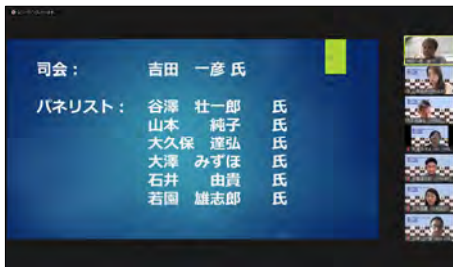 司会： 吉田 一彦 氏
パネリスト： 谷澤 壮一郎 氏
山本 純子 氏
大久保 達弘 氏
大澤 みずほ 氏
石井 由貴 氏
若園 雄志郎 氏